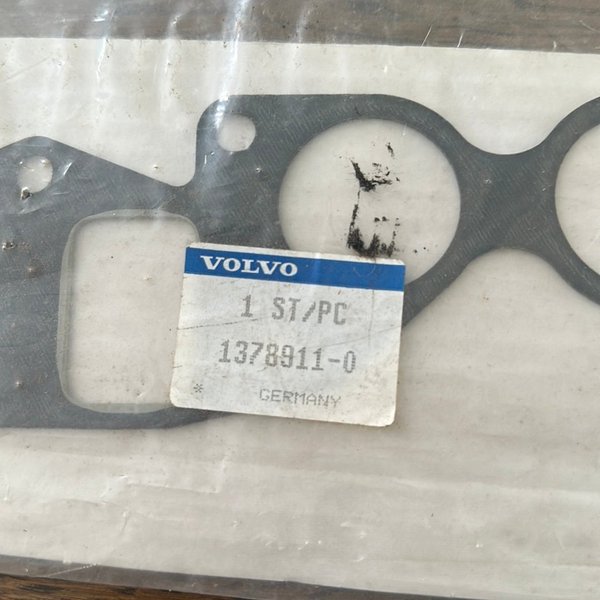 VOLVO
1 ST/PC
1378911-0
* GERMANY